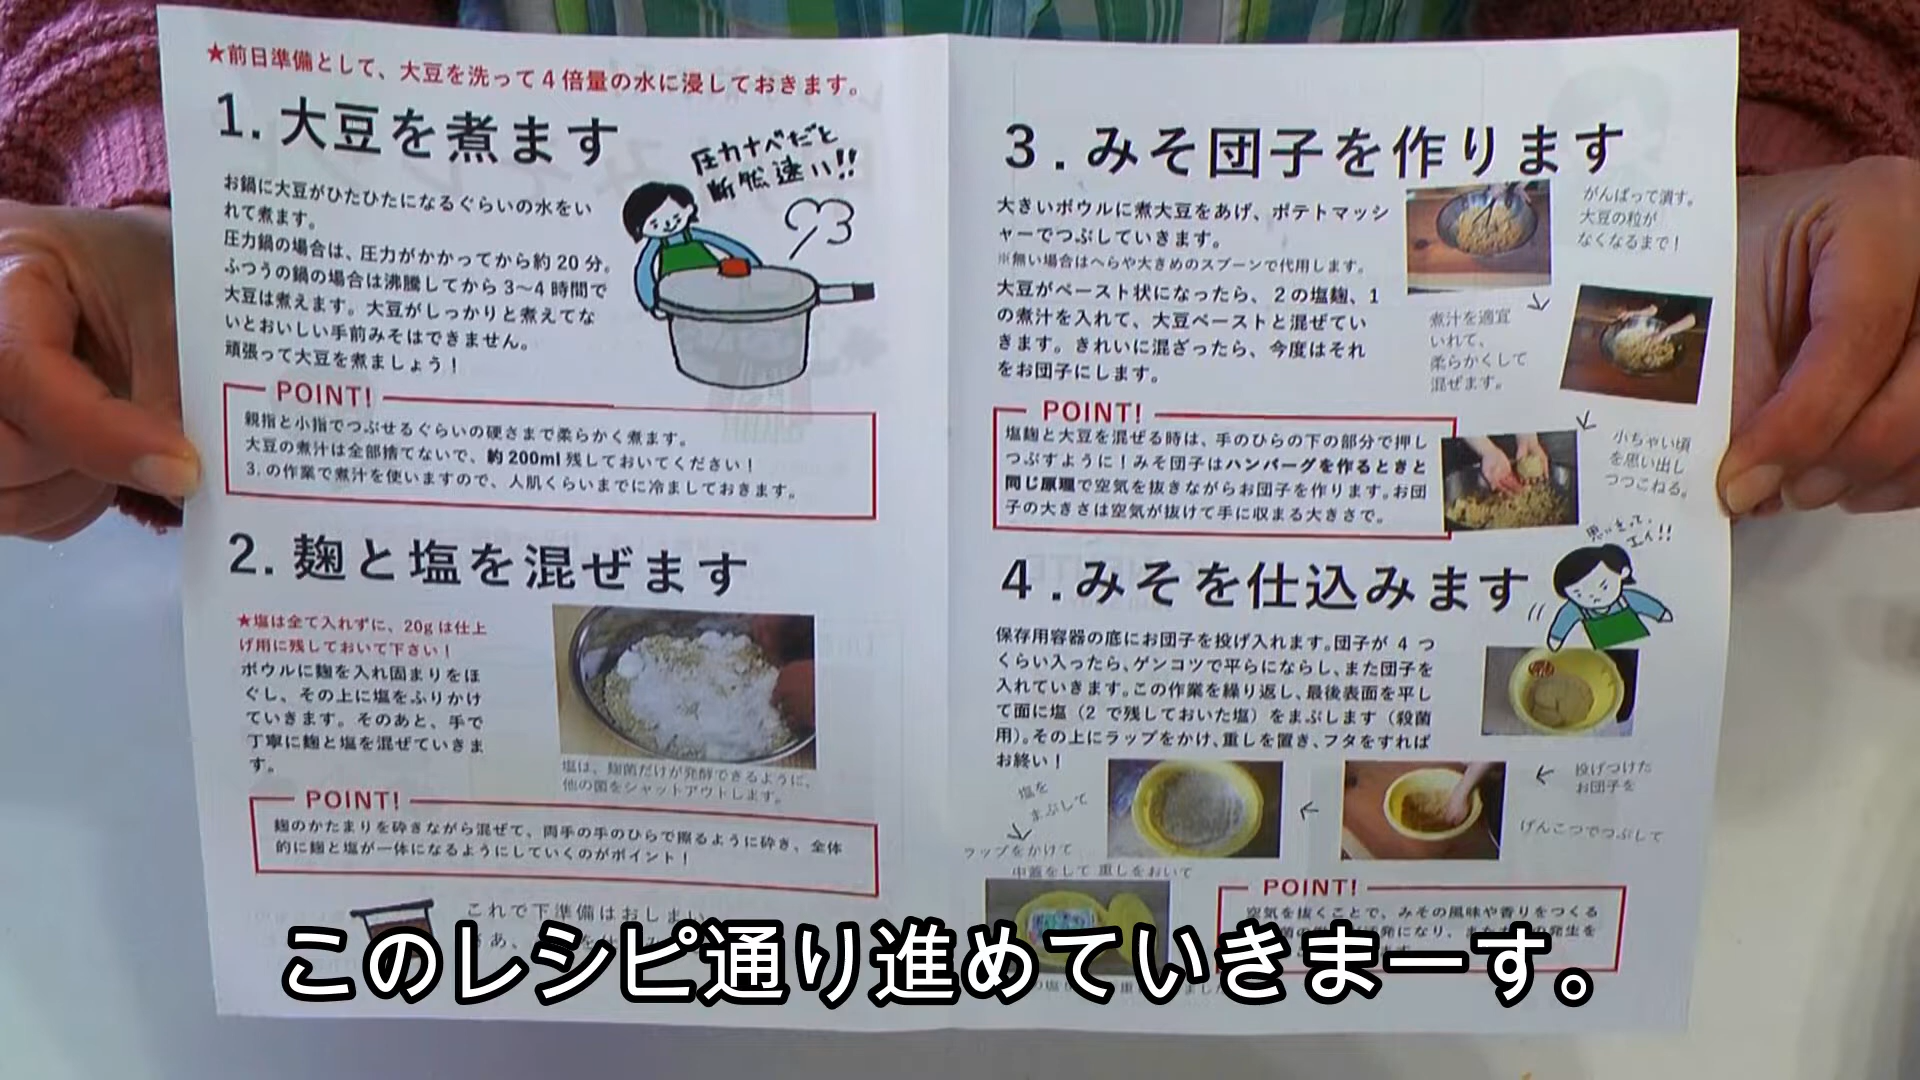 ★前日準備として、大豆を洗って4倍量の水に浸しておきます。
1. 大豆を煮ます
圧力ナベだと
断然速い!!
お鍋に大豆がひたひたになるぐらいの水をい
れて煮ます。
圧力鍋の場合は、圧力がかかってから約20分。
ふつうの鍋の場合は沸騰してから3〜4時間で
大豆は煮えます。大豆がしっかりと煮えてな
いとおいしい手前みそはできません。
頑張って大豆を煮ましょう！
POINT!
親指と小指でつぶせるぐらいの硬さまで柔らかく煮ます。
大豆の煮汁は全部捨てないで、約200ml残しておいてください！
3.の作業で煮汁を使いますので、人肌くらいまでに冷ましておきます。
2. 麹と塩を混ぜます
★塩は全て入れずに、20gは仕上
げ用に残しておいて下さい！
ボウルに麹を入れ固まりをほ
ぐし、その上に塩をふりかけ
ていきます。そのあと、手で
丁寧に麹と塩を混ぜていきま
す。
塩は、麹菌だけが発酵できるように、
他の菌をシャットアウトします。
POINT!
麹のかたまりを砕きながら混ぜて、両手の手のひらで擦るように砕き、全体
的に麹と塩が一体になるようにしていくのがポイント！
これで下準備はおしまい
3.みそ団子を作ります
大きいボウルに煮大豆をあげ、ポテトマッシ
ャーでつぶしていきます。
※無い場合はへらや大きめのスプーンで代用します。
大豆がペースト状になったら、2の塩麹、1
の煮汁を入れて、大豆ペーストと混ぜてい
きます。きれいに混ざったら、今度はそれ
をお団子にします。
がんばって潰す。
大豆の粒が
なくなるまで！
煮汁を適宜
いれて、
柔らかくして
混ぜます。
POINT!
塩麹と大豆を混ぜる時は、手のひらの下の部分で押し
つぶすように！みそ団子はハンバーグを作るときと
同じ原理で空気を抜きながらお団子を作ります。お団
子の大きさは空気が抜けて手に収まる大きさで。
小ちゃい頃
を思い出し
つつこねる。
4.みそを仕込みます
思いきって、
エイ!!
保存用容器の底にお団子を投げ入れます。団子が4つ
くらい入ったら、ゲンコツで平らにならし、また団子を
入れていきます。この作業を繰り返し、最後表面を平し
て面に塩（2で残しておいた塩）をまぶします（殺菌
用）。その上にラップをかけ、重しを置き、フタをすれば
お終い！
投げつけた
お団子を
げんこつでつぶして
塩を
まぶして
ラップをかけて
中蓋をして 重しをおいて
POINT!
空気を抜くことで、みその風味や香りをつくる
このレシピ通り進めていきまーす。